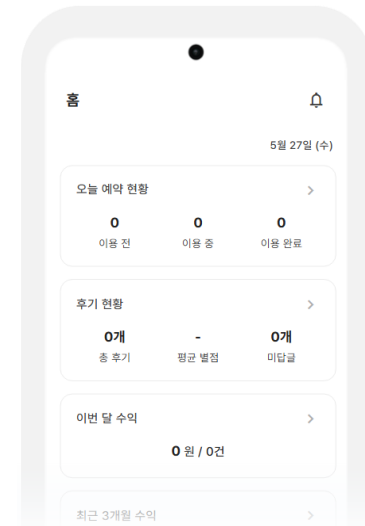 홈
5월 27일 (수)
오늘 예약 현황
0 0 0
이용 전 이용 중 이용 완료
후기 현황
0개 - 0개
총 후기 평균 별점 미답글
이번 달 수익
0 원 / 0건
최근 3개월 수익